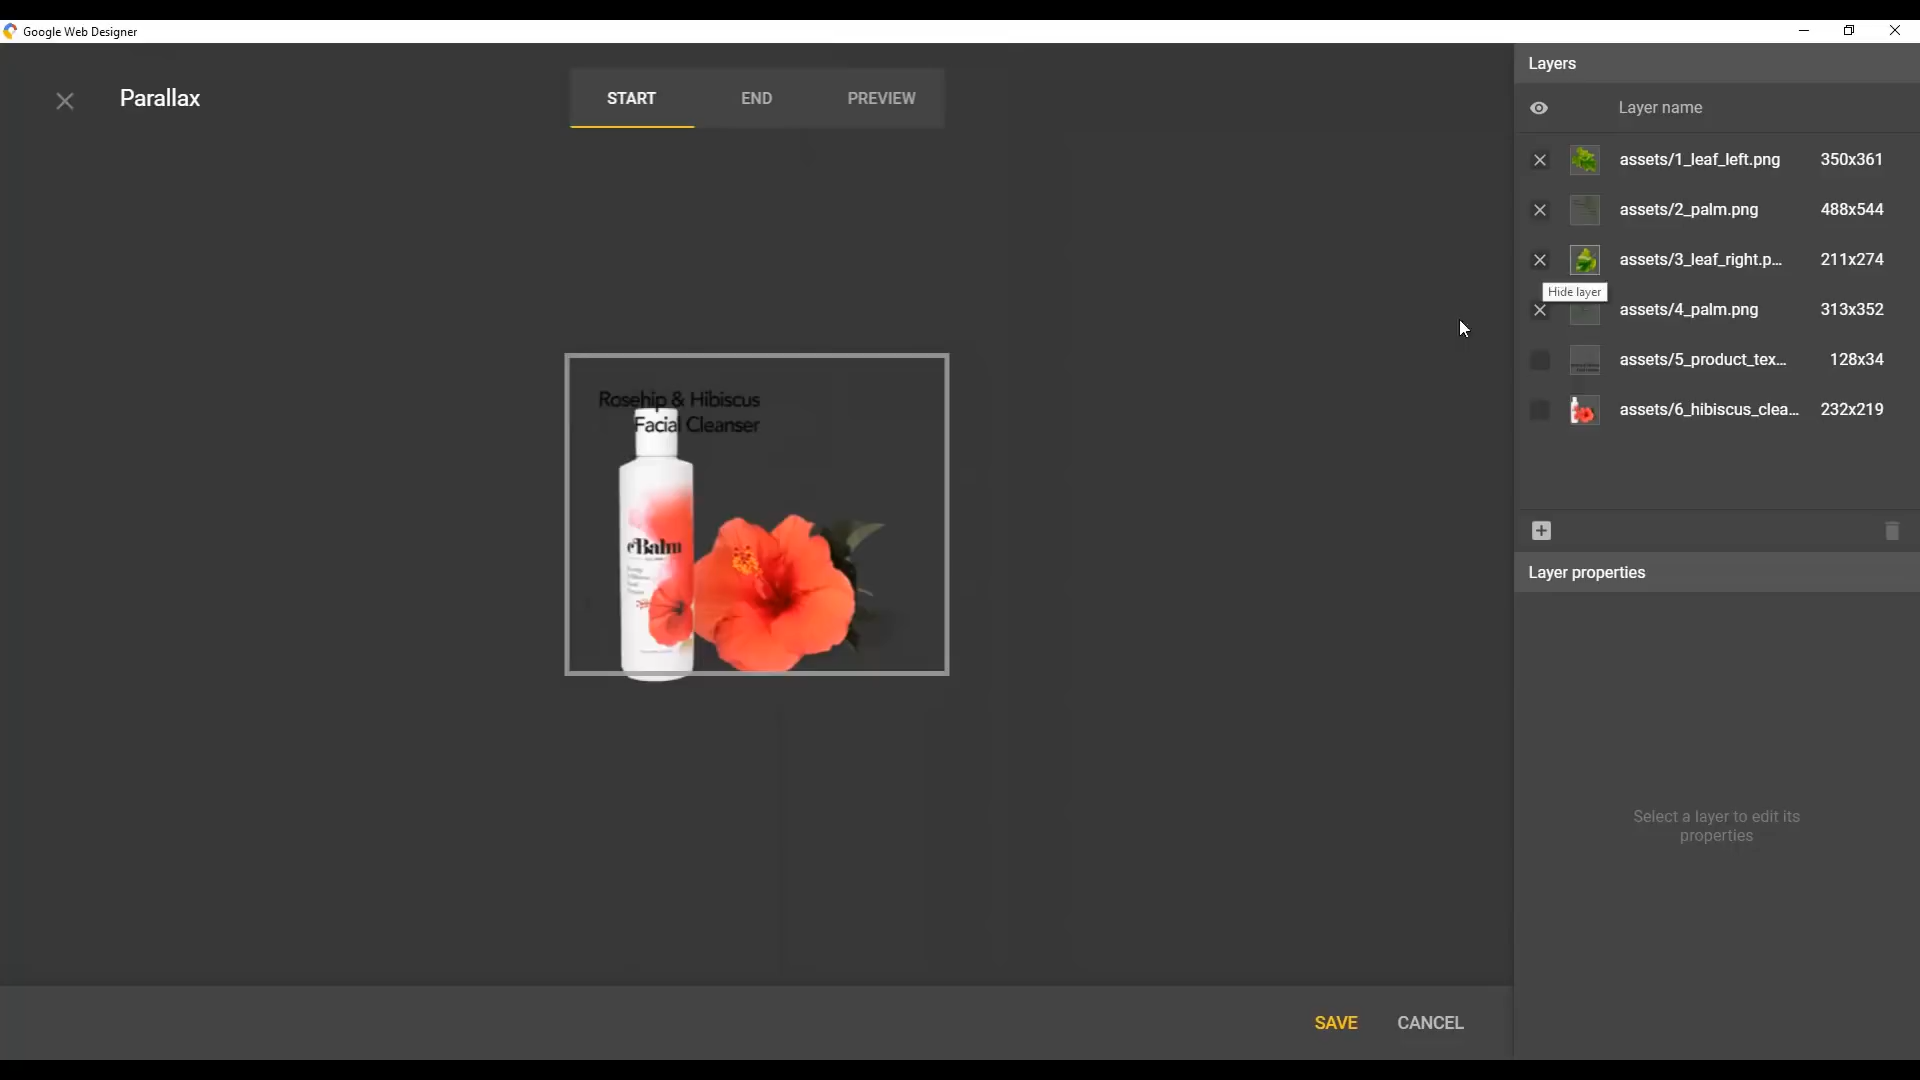 Google Web Designer
Parallax
START
END
PREVIEW
Layers
Layer name
assets/1_leaf_left.png 350x361
assets/2_palm.png 488x544
assets/3_leaf_right.p... 211x274
Hide layer
assets/4_palm.png 313x352
assets/5_product_tex... 128x34
assets/6_hibiscus_clea... 232x219
Rosehip & Hibiscus
Facial Cleanser
eBalm
Layer properties
Select a layer to edit its
properties
SAVE
CANCEL